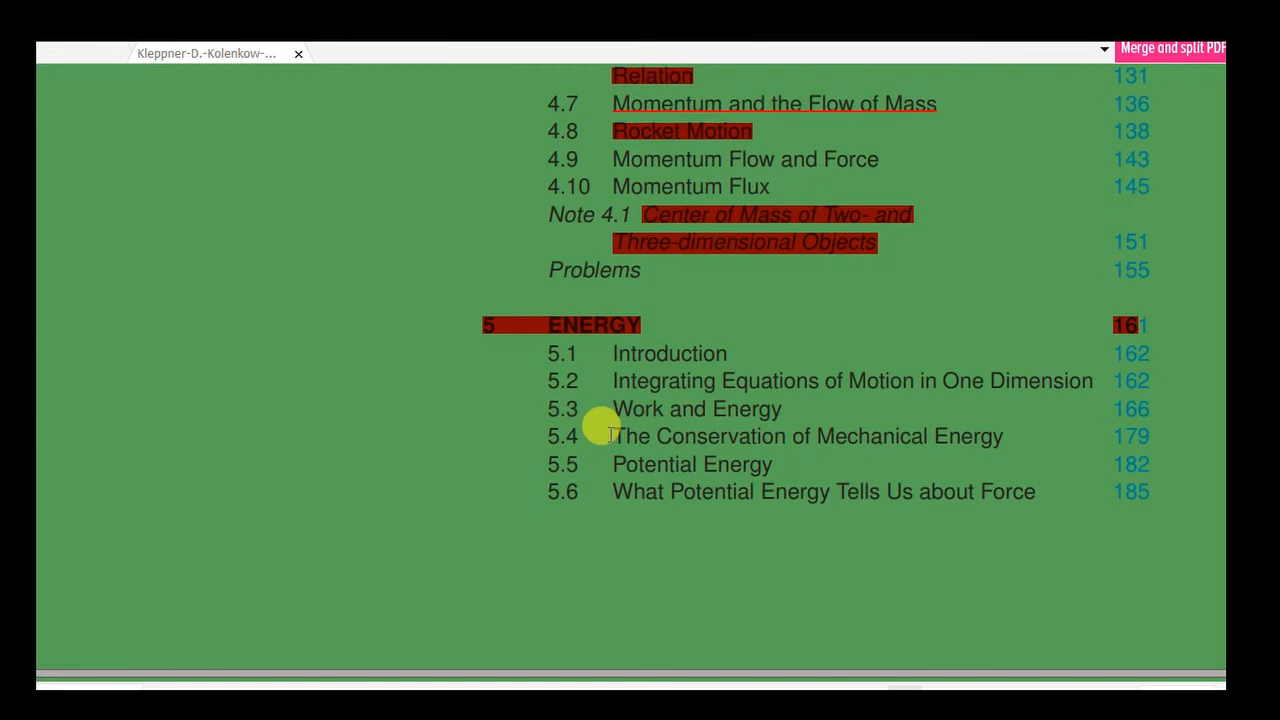 Kleppner-D.-Kolenkow-...
Merge and split PDF
Relation 131
4.7 Momentum and the Flow of Mass 136
4.8 Rocket Motion 138
4.9 Momentum Flow and Force 143
4.10 Momentum Flux 145
Note 4.1 Center of Mass of Two- and
Three-dimensional Objects 151
Problems 155
5 ENERGY 161
5.1 Introduction 162
5.2 Integrating Equations of Motion in One Dimension 162
5.3 Work and Energy 166
5.4 The Conservation of Mechanical Energy 179
5.5 Potential Energy 182
5.6 What Potential Energy Tells Us about Force 185